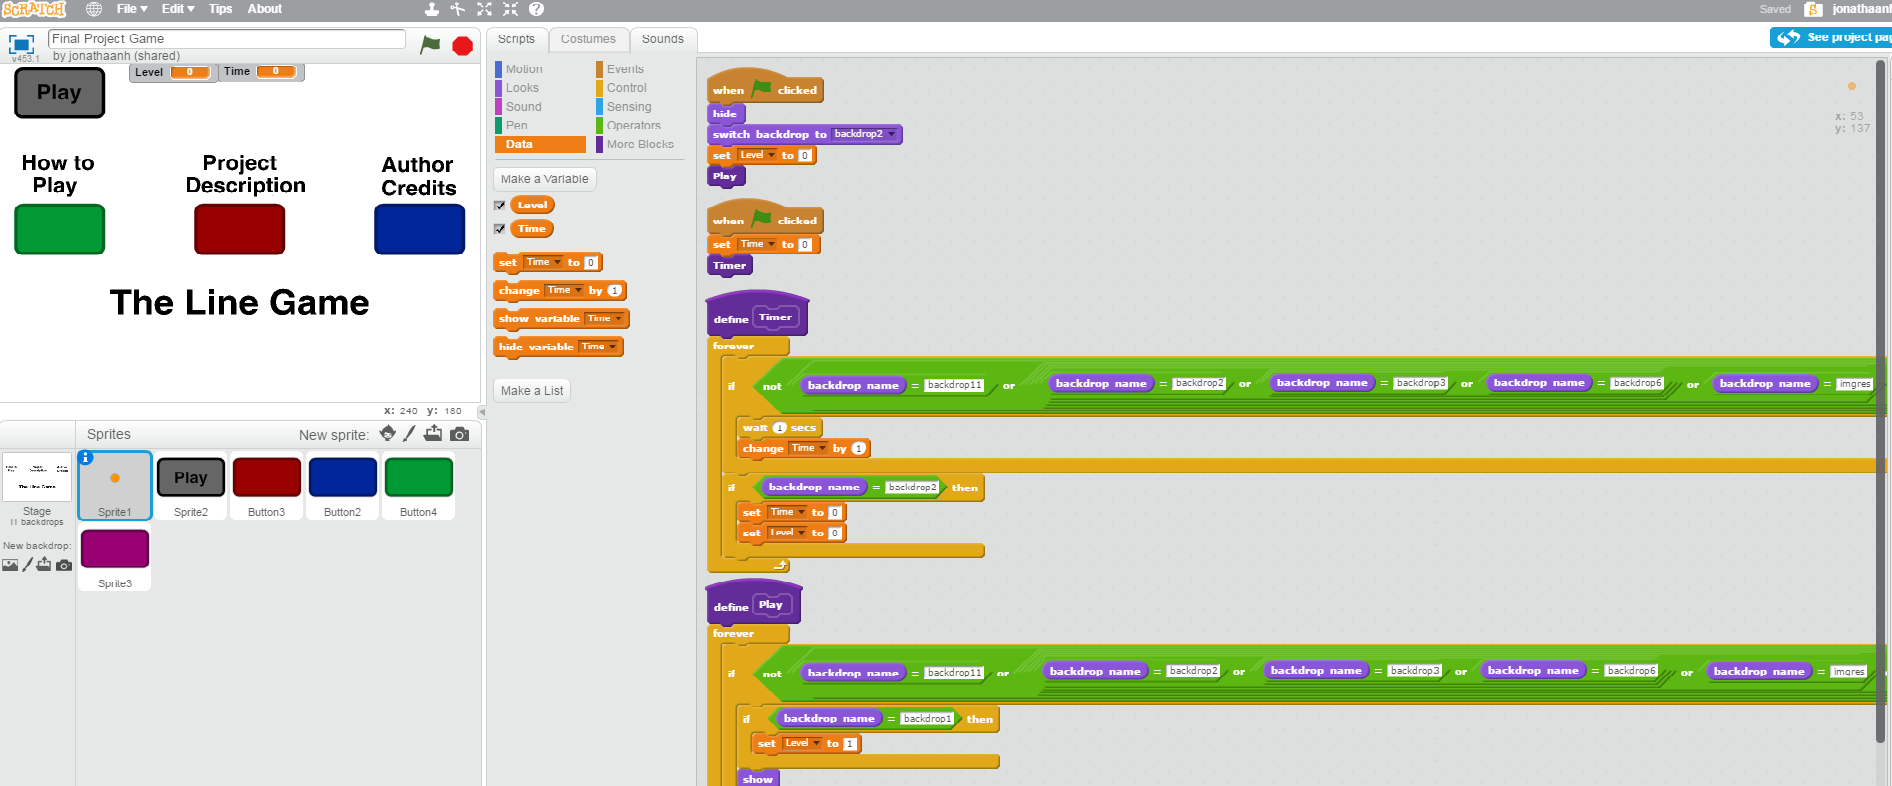 SCRATCH File Edit Tips About Saved jonathaanh
Final Project Game
by jonathaanh (shared)
v453.1
Scripts Costumes Sounds
See project pag
Level 0 Time 0
Play
How to Play
Project Description
Author Credits
The Line Game
x: 240 y: 180
Motion Events
Looks Control
Sound Sensing
Pen Operators
Data More Blocks
Make a Variable
Level
Time
set Time to 0
change Time by 1
show variable Time
hide variable Time
Make a List
Sprites New sprite:
Stage
11 backdrops
New backdrop:
The Line Game
Sprite1
Play
Sprite2
Button3
Button2
Button4
Sprite3
x: 53
y: 137
when clicked
hide
switch backdrop to backdrop2
set Level to 0
Play
when clicked
set Time to 0
Timer
define Timer
forever
if not backdrop name = backdrop11 or backdrop name = backdrop2 or backdrop name = backdrop3 or backdrop name = backdrop6 or backdrop name = imgres
wait 1 secs
change Time by 1
if backdrop name = backdrop2 then
set Time to 0
set Level to 0
define Play
forever
if not backdrop name = backdrop11 or backdrop name = backdrop2 or backdrop name = backdrop3 or backdrop name = backdrop6 or backdrop name = imgres
if backdrop name = backdrop1 then
set Level to 1
show